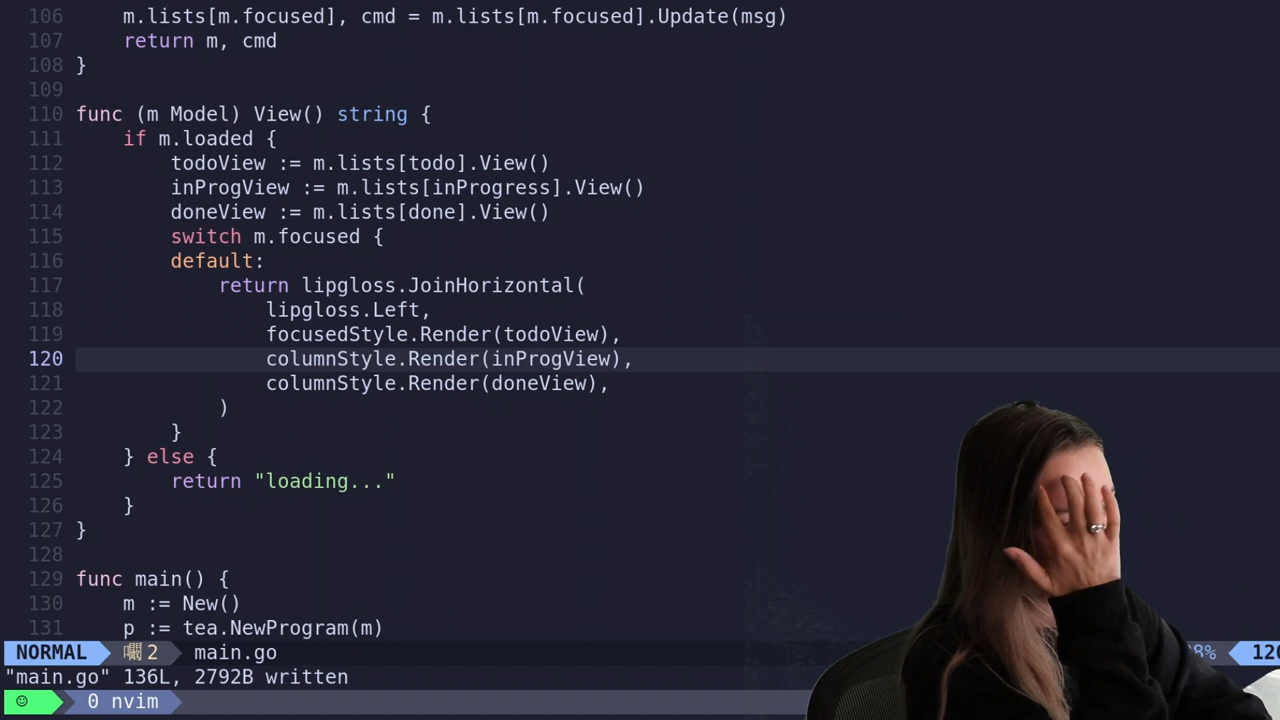 106 m.lists[m.focused], cmd = m.lists[m.focused].Update(msg)
107 return m, cmd
108 }
109
110 func (m Model) View() string {
111 if m.loaded {
112 todoView := m.lists[todo].View()
113 inProgView := m.lists[inProgress].View()
114 doneView := m.lists[done].View()
115 switch m.focused {
116 default:
117 return lipgloss.JoinHorizontal(
118 lipgloss.Left,
119 focusedStyle.Render(todoView),
120 columnStyle.Render(inProgView),
121 columnStyle.Render(doneView),
122 )
123 }
124 } else {
125 return "loading..."
126 }
127 }
128
129 func main() {
130 m := New()
131 p := tea.NewProgram(m)
NORMAL 2 main.go 8% 120
"main.go" 136L, 2792B written
0 nvim